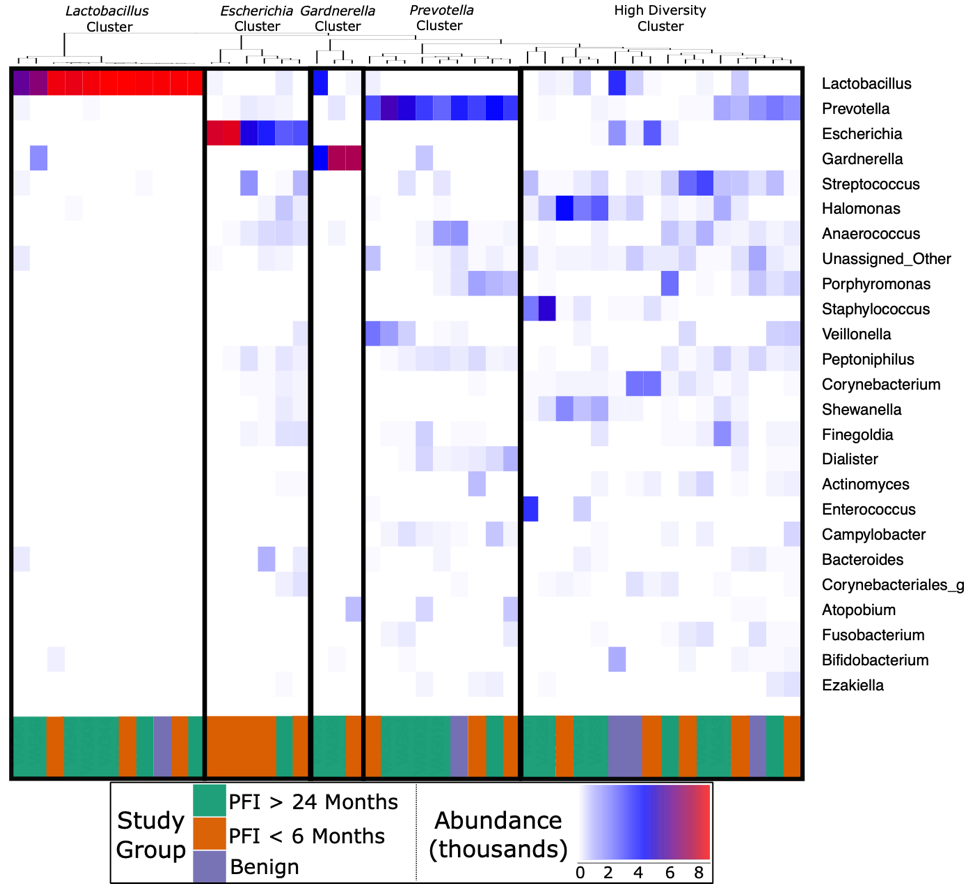 Lactobacillus Escherichia Gardnerella Prevotella High Diversity
Cluster Cluster Cluster Cluster Cluster
Lactobacillus
Prevotella
Escherichia
Gardnerella
Streptococcus
Halomonas
Anaerococcus
Unassigned_Other
Porphyromonas
Staphylococcus
Veillonella
Peptoniphilus
Corynebacterium
Shewanella
Finegoldia
Dialister
Actinomyces
Enterococcus
Campylobacter
Bacteroides
Corynebacteriales_g
Atopobium
Fusobacterium
Bifidobacterium
Ezakiella
Study
Group
PFI > 24 Months
PFI < 6 Months
Benign
Abundance
(thousands)
0 2 4 6 8